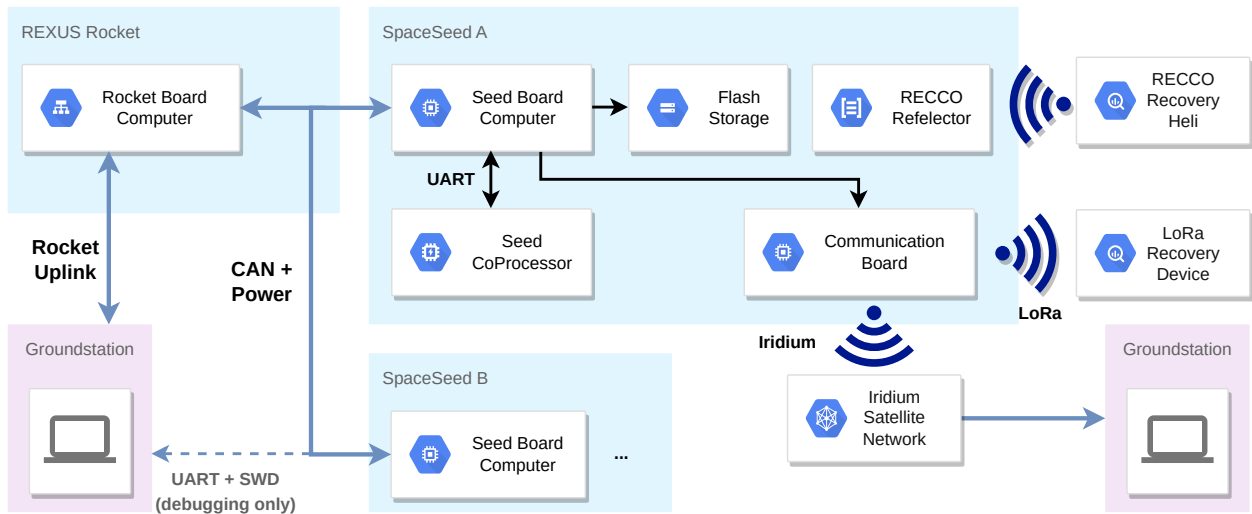 REXUS Rocket
Rocket Board
Computer
SpaceSeed A
Seed Board
Computer
Flash
Storage
RECCO
Refelector
RECCO
Recovery
Heli
UART
Seed
CoProcessor
Communication
Board
LoRa
Recovery
Device
LoRa
Rocket
Uplink
CAN +
Power
Iridium
Groundstation
SpaceSeed B
Seed Board
Computer
...
UART + SWD
(debugging only)
Iridium
Satellite
Network
Groundstation